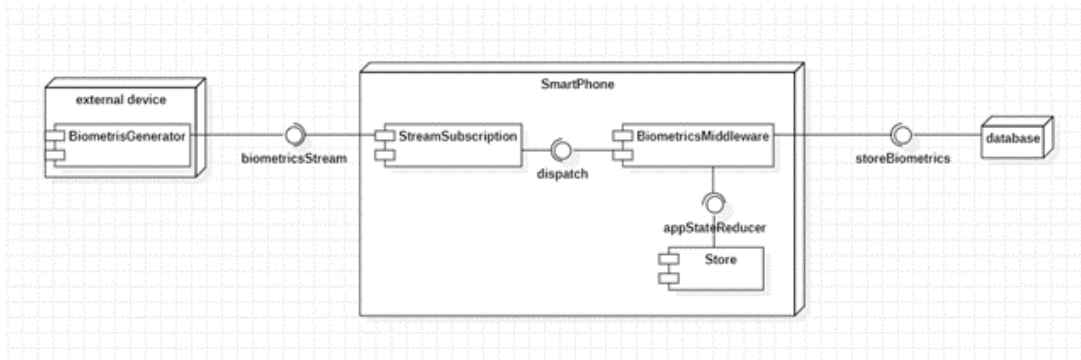 SmartPhone
external device
BiometrisGenerator
StreamSubscription
BiometricsMiddleware
database
biometricsStream
storeBiometrics
dispatch
appStateReducer
Store